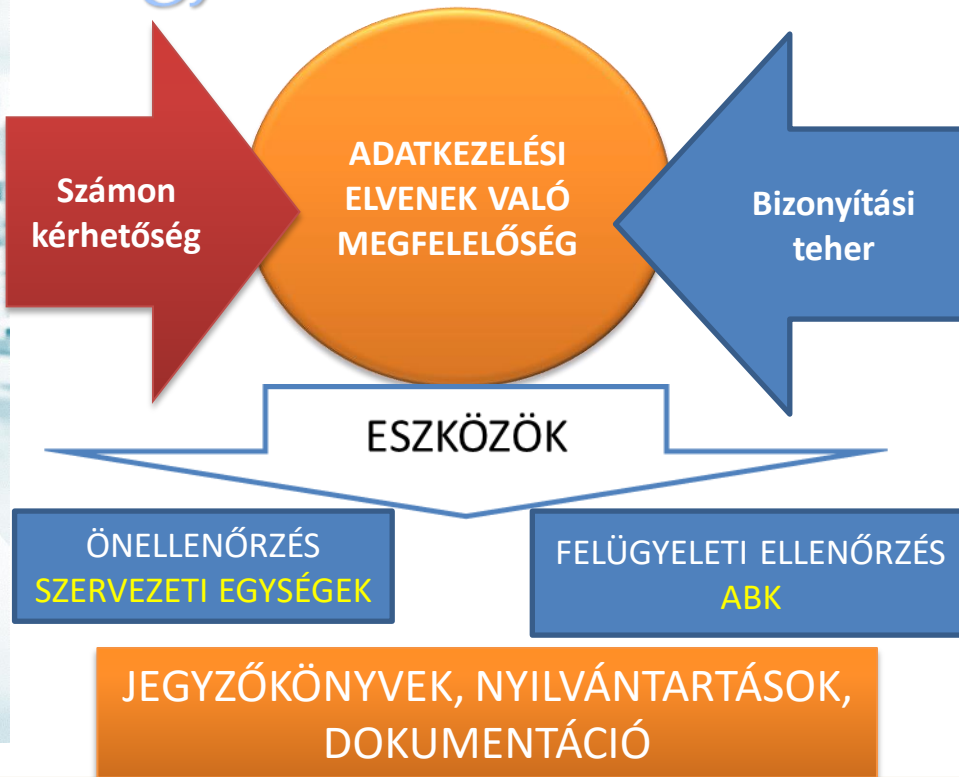 Számon
kérhetőség
ADATKEZELÉSI
ELVENEK VALÓ
MEGFELELŐSÉG
Bizonyítási
teher
ESZKÖZÖK
ÖNELLENŐRZÉS
SZERVEZETI EGYSÉGEK
FELÜGYELETI ELLENŐRZÉS
ABK
JEGYZŐKÖNYVEK, NYILVÁNTARTÁSOK,
DOKUMENTÁCIÓ